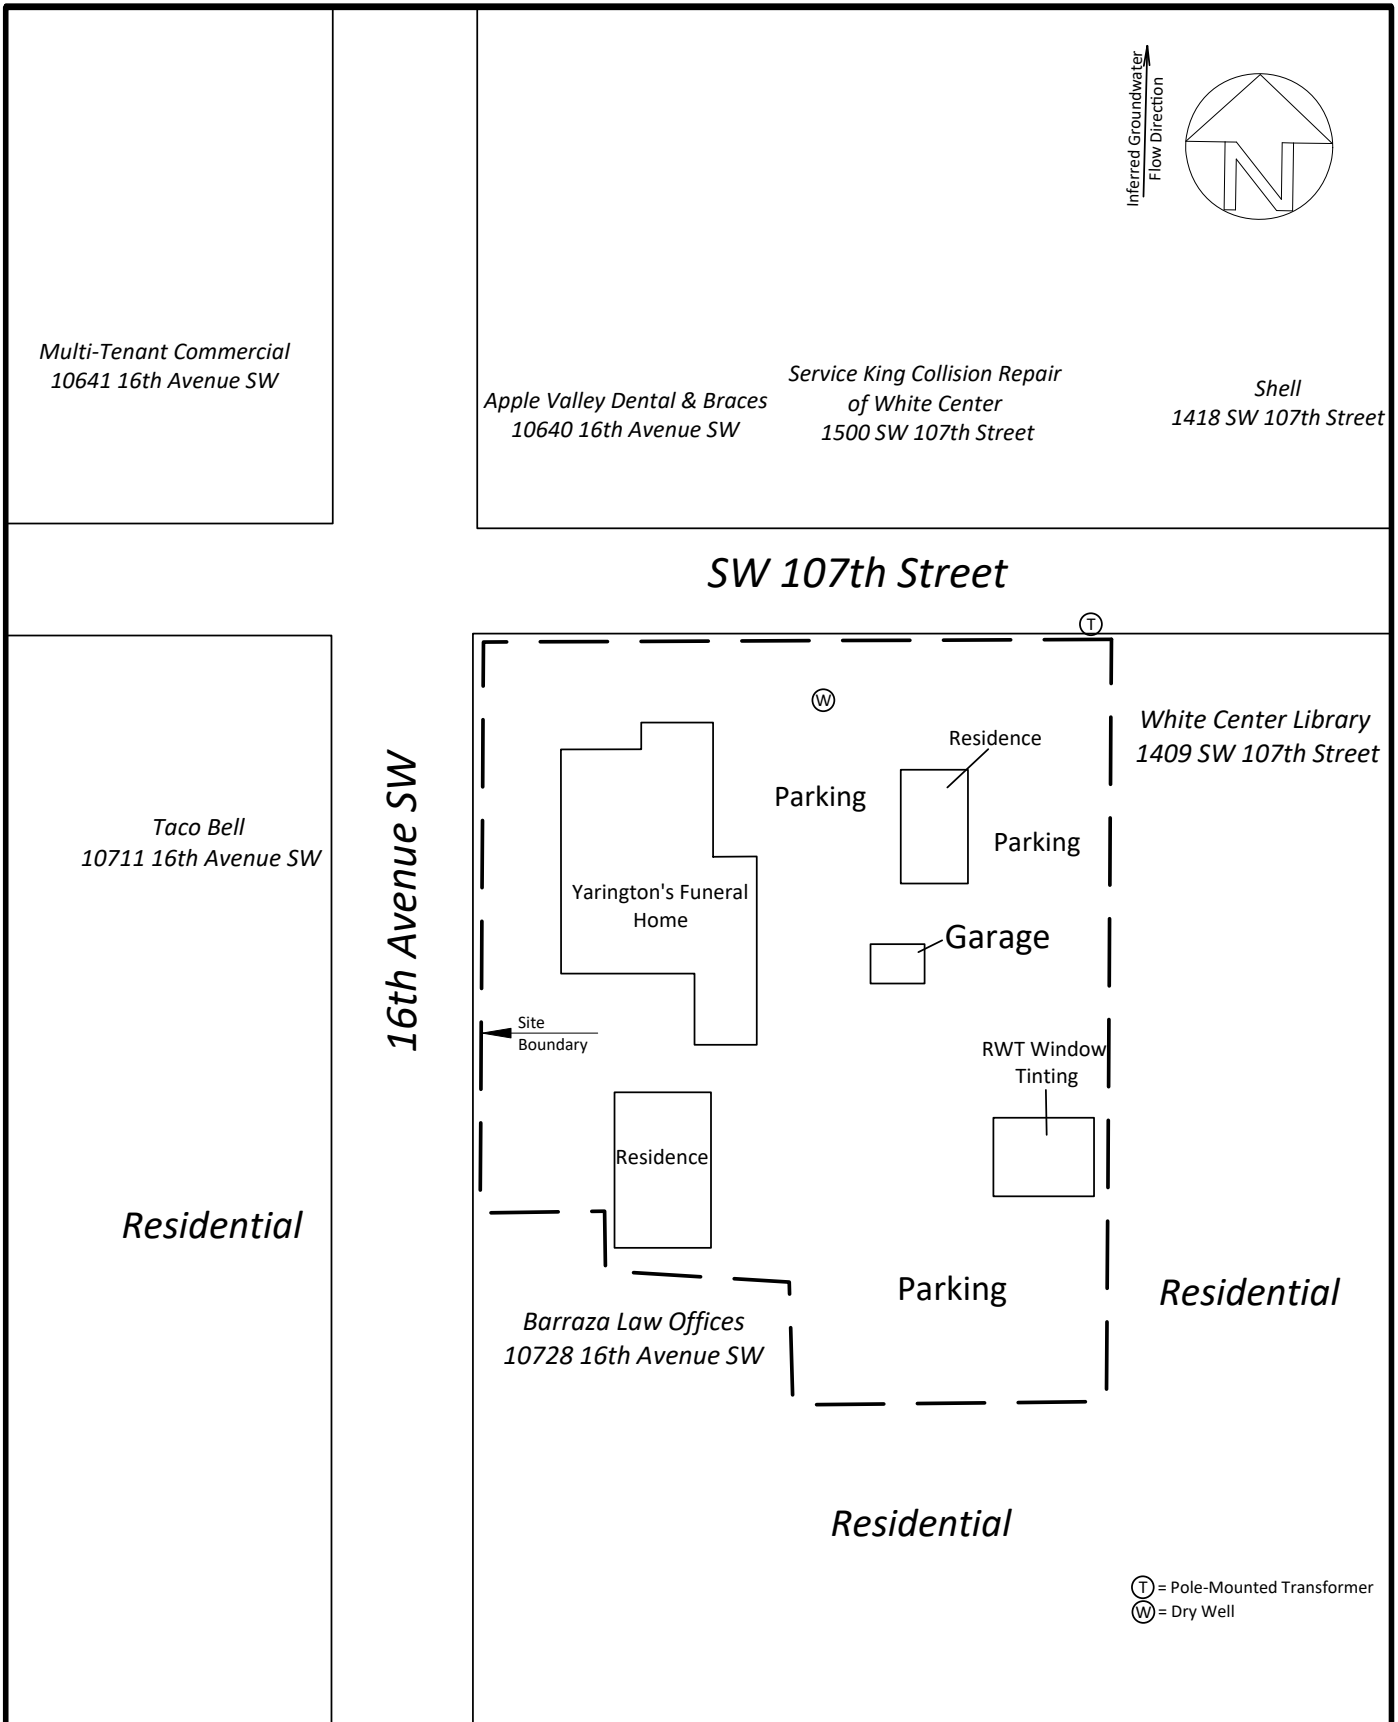 Inferred Groundwater
Flow Direction
N
Multi-Tenant Commercial
10641 16th Avenue SW
Apple Valley Dental & Braces
10640 16th Avenue SW
Service King Collision Repair
of White Center
1500 SW 107th Street
Shell
1418 SW 107th Street
SW 107th Street
T
W
White Center Library
1409 SW 107th Street
Residence
Parking
Parking
16th Avenue SW
Taco Bell
10711 16th Avenue SW
Yarington's Funeral
Home
Garage
Site
Boundary
RWT Window
Tinting
Residence
Residential
Parking
Residential
Barraza Law Offices
10728 16th Avenue SW
Residential
T = Pole-Mounted Transformer
W = Dry Well